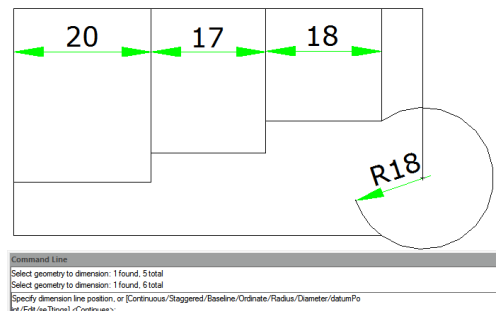 20 17 18
R18
Command Line
Select geometry to dimension: 1 found, 5 total
Select geometry to dimension: 1 found, 6 total
Specify dimension line position, or [Continuous/Staggered/Baseline/Ordinate/Radius/Diameter/datumPo
int/Edit/seTtings] <Continues>: